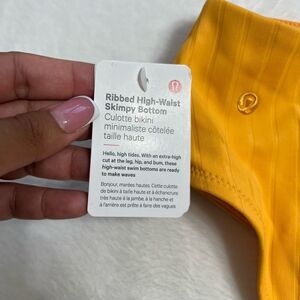 Ribbed High-Waist
Skimpy Bottom
Culotte bikini
minimaliste côtelée
taille haute
Hello, high tides. With an extra-high
cut at the leg, hip, and bum, these
high-waist swim bottoms are ready
to make waves
Bonjour, marées hautes. Cette culotte
de bikini à taille haute et à échancrure
très haute à la jambe, à la hanche et
à l'arrière est prête à faire des vagues